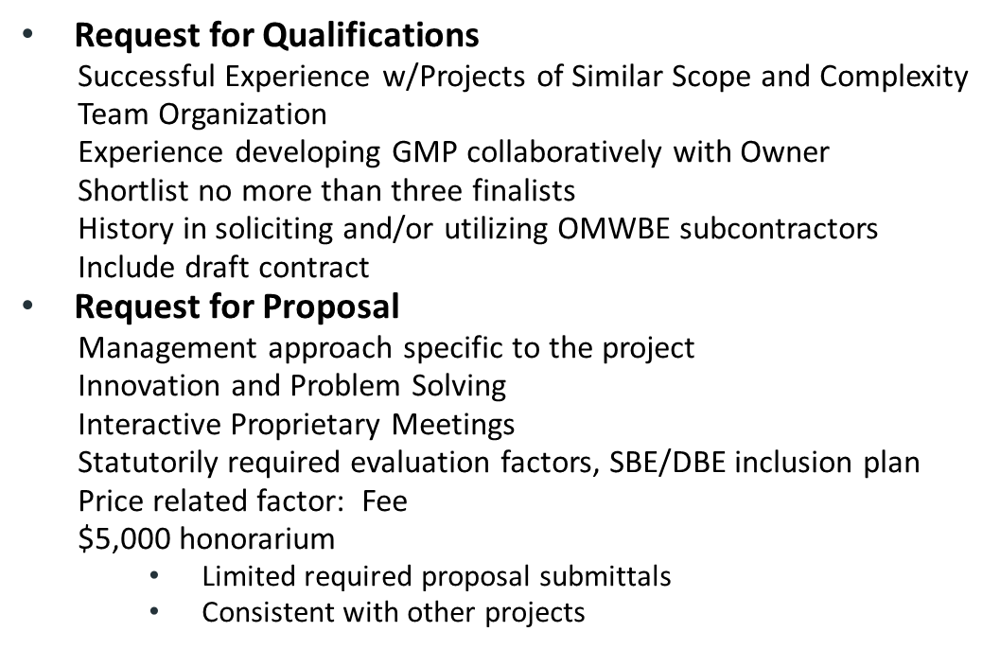 • Request for Qualifications
Successful Experience w/Projects of Similar Scope and Complexity
Team Organization
Experience developing GMP collaboratively with Owner
Shortlist no more than three finalists
History in soliciting and/or utilizing OMWBE subcontractors
Include draft contract
• Request for Proposal
Management approach specific to the project
Innovation and Problem Solving
Interactive Proprietary Meetings
Statutorily required evaluation factors, SBE/DBE inclusion plan
Price related factor:  Fee
$5,000 honorarium
• Limited required proposal submittals
• Consistent with other projects